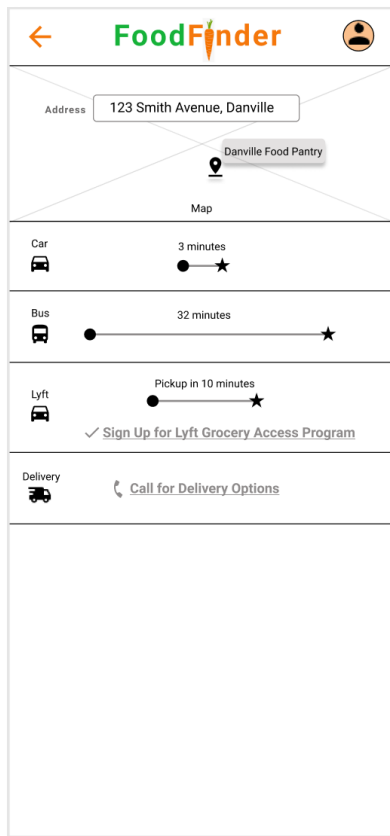 FoodFinder
Address 123 Smith Avenue, Danville
Danville Food Pantry
Map
Car
3 minutes
Bus
32 minutes
Lyft
Pickup in 10 minutes
Sign Up for Lyft Grocery Access Program
Delivery
Call for Delivery Options